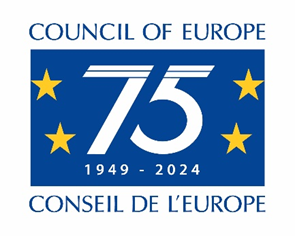 COUNCIL OF EUROPE
75
1949 - 2024
CONSEIL DE L'EUROPE